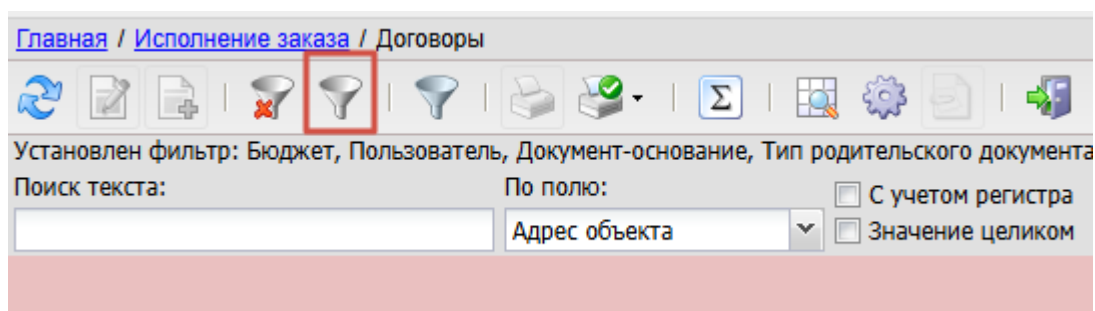 Главная / Исполнение заказа / Договоры
Σ
Установлен фильтр: Бюджет, Пользователь, Документ-основание, Тип родительского документа
Поиск текста:
По полю:
С учетом регистра
Адрес объекта
Значение целиком